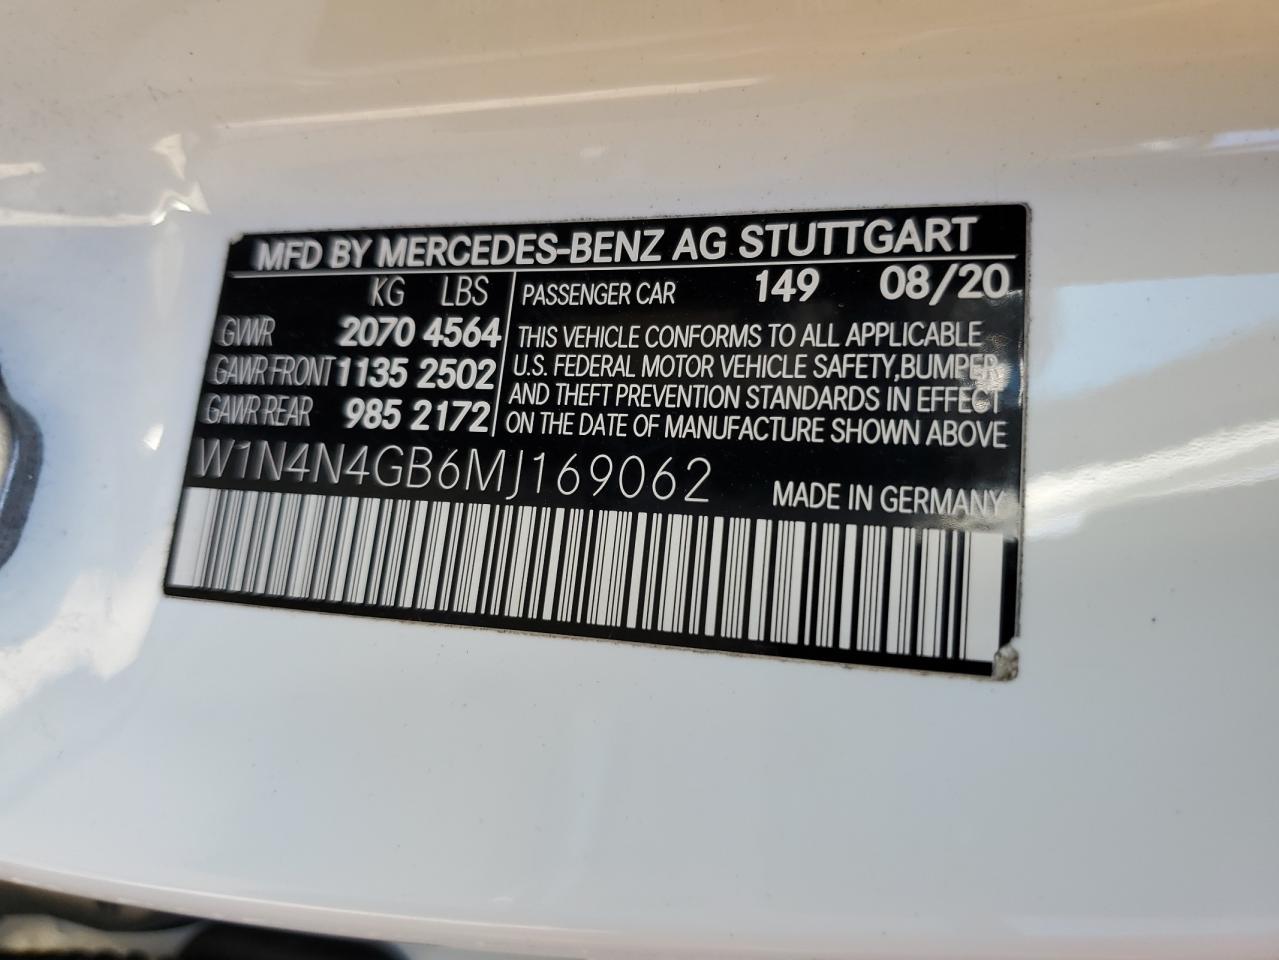 MFD BY MERCEDES-BENZ AG STUTTGART
KG LBS
GVWR 2070 4564
GAWR FRONT 1135 2502
GAWR REAR 985 2172
PASSENGER CAR 149 08/20
THIS VEHICLE CONFORMS TO ALL APPLICABLE
U.S. FEDERAL MOTOR VEHICLE SAFETY,BUMPER,
AND THEFT PREVENTION STANDARDS IN EFFECT
ON THE DATE OF MANUFACTURE SHOWN ABOVE
W1N4N4GB6MJ169062
MADE IN GERMANY